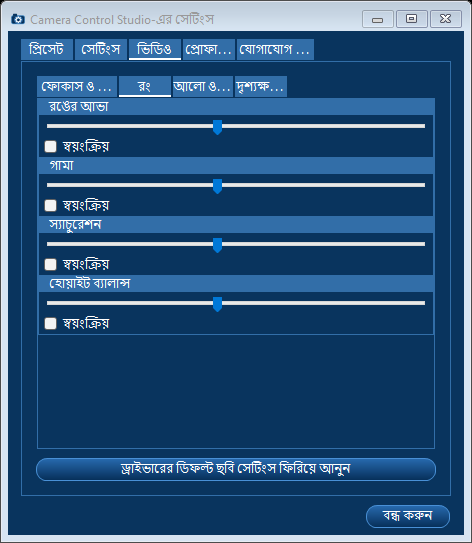 Camera Control Studio-এর সেটিংস
প্রিসেট সেটিংস ভিডিও প্রোফা... যোগাযোগ ...
ফোকাস ও ... রং আলো ও... দৃশ্যক্ষ...
রঙের আভা
স্বয়ংক্রিয়
গামা
স্বয়ংক্রিয়
স্যাচুরেশন
স্বয়ংক্রিয়
হোয়াইট ব্যালান্স
স্বয়ংক্রিয়
ড্রাইভারের ডিফল্ট ছবি সেটিংস ফিরিয়ে আনুন
বন্ধ করুন